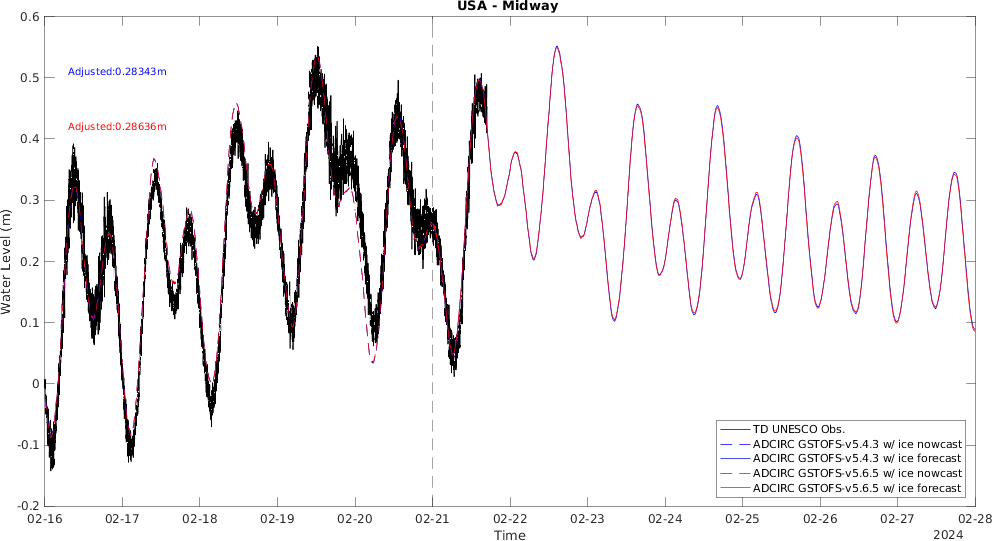 USA - Midway
0.6
0.5
0.4
0.3
0.2
0.1
0
-0.1
-0.2
Water Level (m)
Adjusted:0.28343m
Adjusted:0.28636m
TD UNESCO Obs.
ADCIRC GSTOFS-v5.4.3 w/ ice nowcast
ADCIRC GSTOFS-v5.4.3 w/ ice forecast
ADCIRC GSTOFS-v5.6.5 w/ ice nowcast
ADCIRC GSTOFS-v5.6.5 w/ ice forecast
02-16 02-17 02-18 02-19 02-20 02-21 02-22 02-23 02-24 02-25 02-26 02-27 02-28
Time
2024